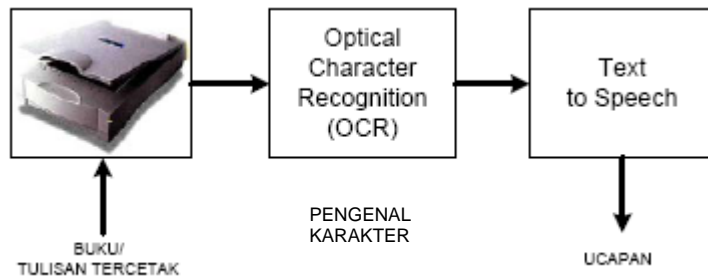 Optical
Character
Recognition
(OCR)
Text
to Speech
PENGENAL
KARAKTER
BUKU/
TULISAN TERCETAK
UCAPAN